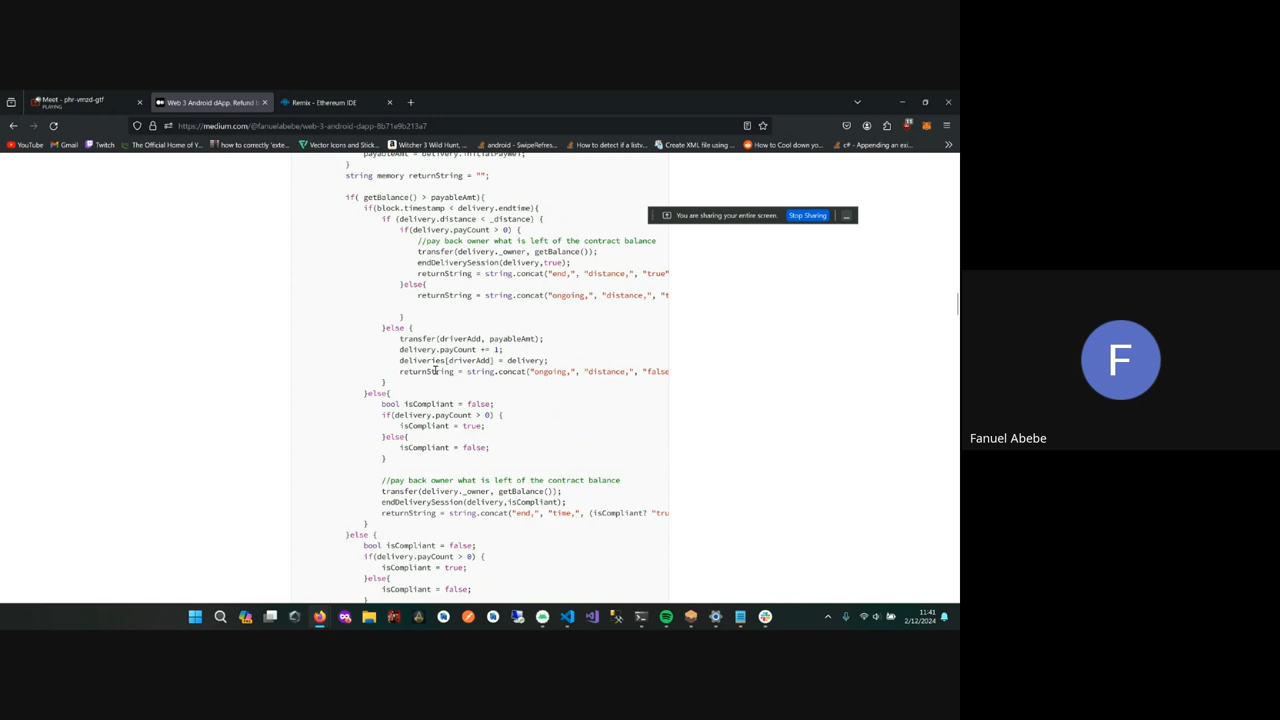 Meet - phr-vmzd-gtf
PLAYING
Web 3 Android dApp. Refund b
Remix - Ethereum IDE
https://medium.com/@fanuelabebe/web-3-android-dapp-8b71e9b213a7
YouTube
Gmail
Twitch
The Official Home of Y...
how to correctly 'exte...
Vector Icons and Stick...
Witcher 3 Wild Hunt, ...
android - SwipeRefres...
How to detect if a listv...
Create XML file using ...
How to Cool down yo...
c# - Appending an exi...
}
string memory returnString = "";
if( getBalance() > payableAmt){
if(block.timestamp < delivery.endtime){
if (delivery.distance < _distance) {
if(delivery.payCount > 0) {
//pay back owner what is left of the contract balance
transfer(delivery._owner, getBalance());
endDeliverySession(delivery,true);
returnString = string.concat("end,", "distance,", "true"
}else{
returnString = string.concat("ongoing,", "distance,", "t
}
}else {
transfer(driverAdd, payableAmt);
delivery.payCount += 1;
deliveries[driverAdd] = delivery;
returnString = string.concat("ongoing,", "distance,", "false
}
}else{
bool isCompliant = false;
if(delivery.payCount > 0) {
isCompliant = true;
}else{
isCompliant = false;
}
//pay back owner what is left of the contract balance
transfer(delivery._owner, getBalance());
endDeliverySession(delivery,isCompliant);
returnString = string.concat("end,", "time,", (isCompliant? "tru
}
}else {
bool isCompliant = false;
if(delivery.payCount > 0) {
isCompliant = true;
}else{
isCompliant = false;
}
You are sharing your entire screen.
Stop Sharing
11:41
2/12/2024
F
Fanuel Abebe